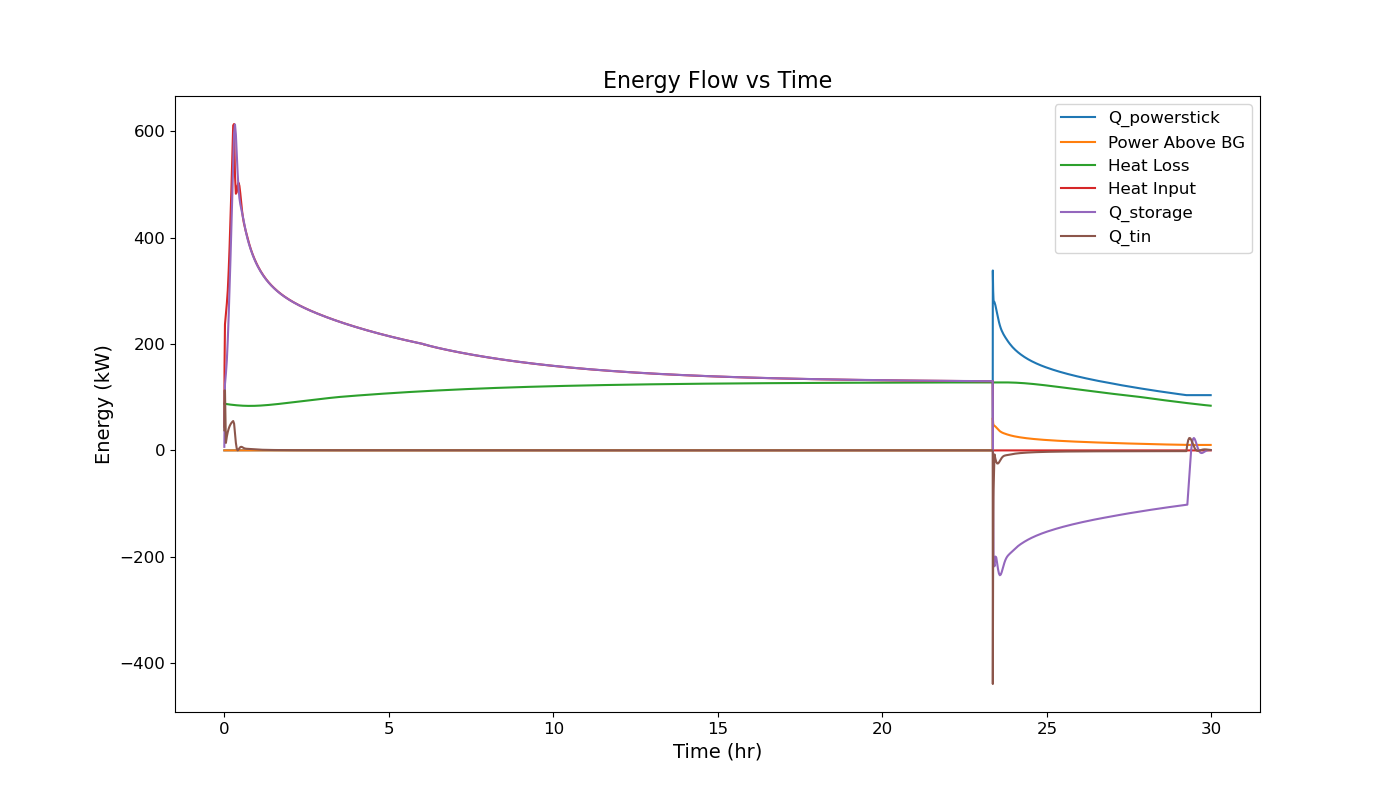 Energy Flow vs Time
Energy (kW)
600
400
200
0
−200
−400
Q_powerstick
Power Above BG
Heat Loss
Heat Input
Q_storage
Q_tin
0 5 10 15 20 25 30
Time (hr)